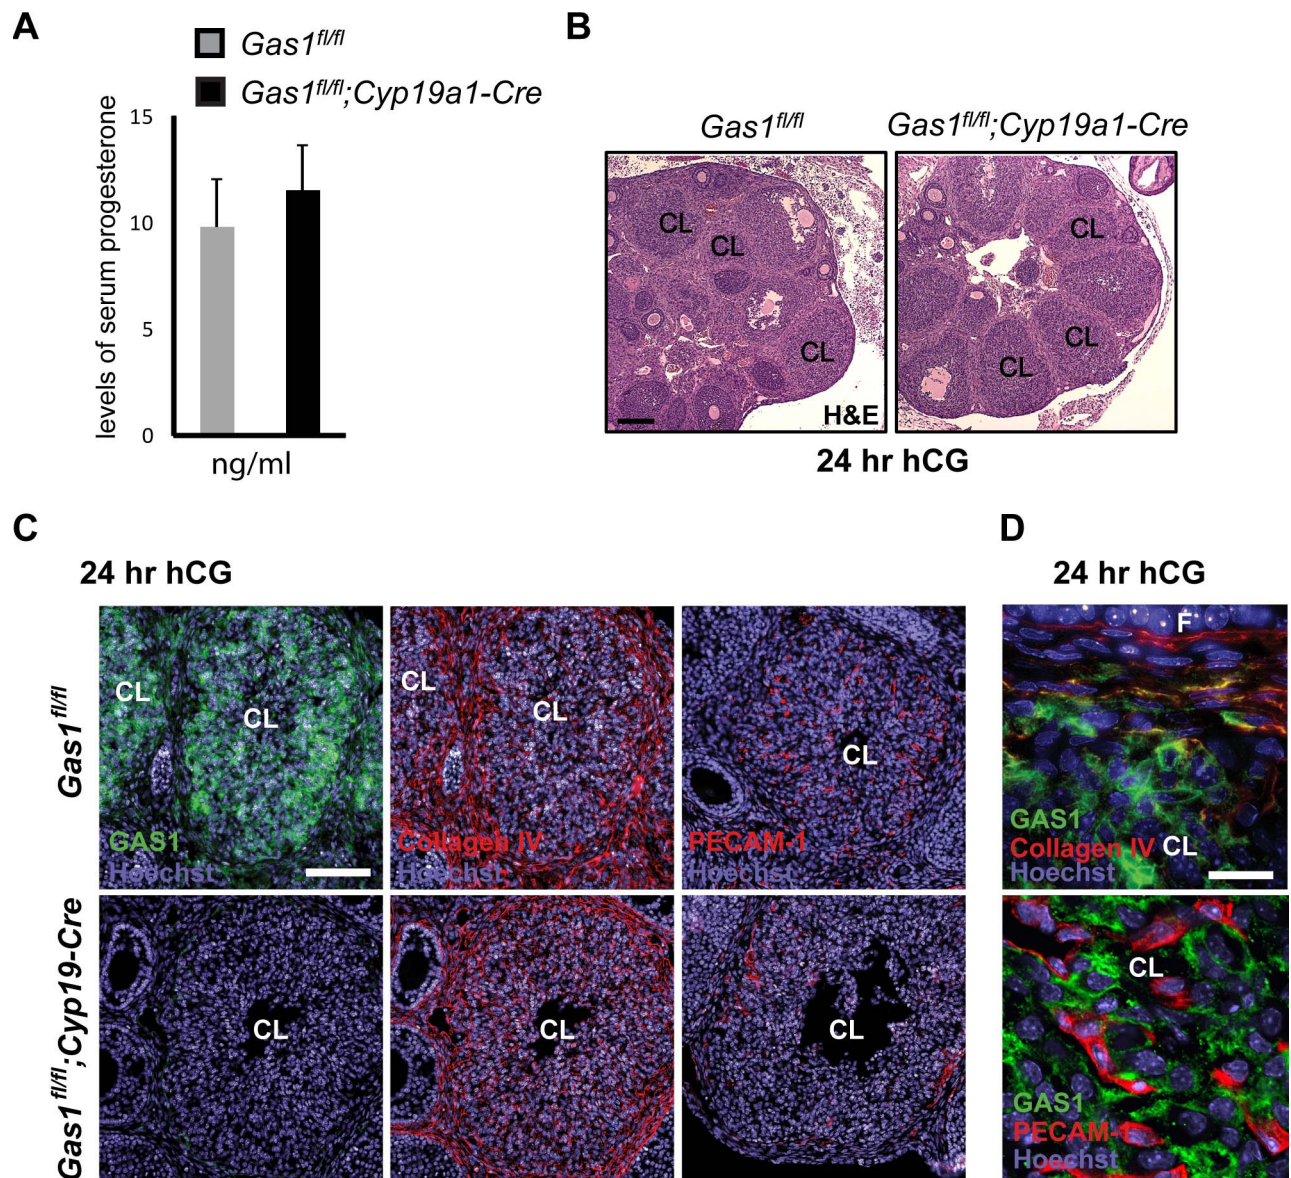 A
Gas1fl/fl
Gas1fl/fl;Cyp19a1-Cre
levels of serum progesterone
15
10
5
0
ng/ml
B
Gas1fl/fl
Gas1fl/fl;Cyp19a1-Cre
CL
CL
CL
H&E
CL
CL
CL
24 hr hCG
C
24 hr hCG
Gas1fl/fl
CL
CL
GAS1
Hoechst
CL
CL
Collagen IV
Hoechst
CL
PECAM-1
Hoechst
Gas1fl/fl;Cyp19-Cre
CL
CL
CL
D
24 hr hCG
F
GAS1
Collagen IV
CL
Hoechst
CL
GAS1
PECAM-1
Hoechst